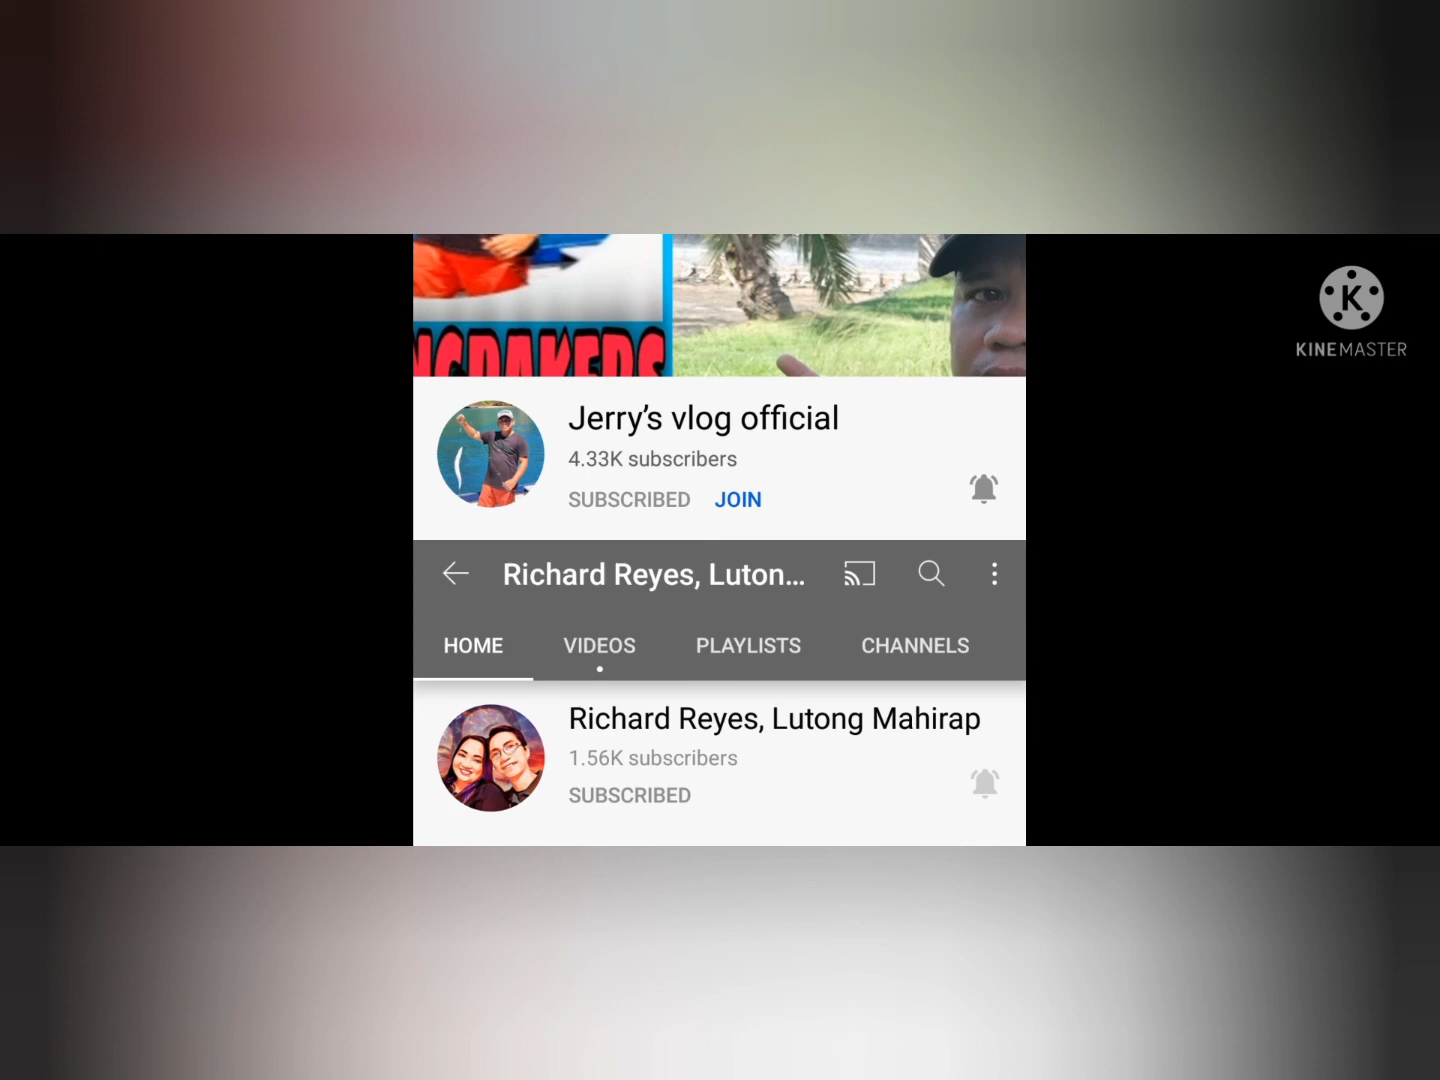 KINEMASTER
Jerry's vlog official
4.33K subscribers
SUBSCRIBED JOIN
Richard Reyes, Luton...
HOME VIDEOS PLAYLISTS CHANNELS
Richard Reyes, Lutong Mahirap
1.56K subscribers
SUBSCRIBED